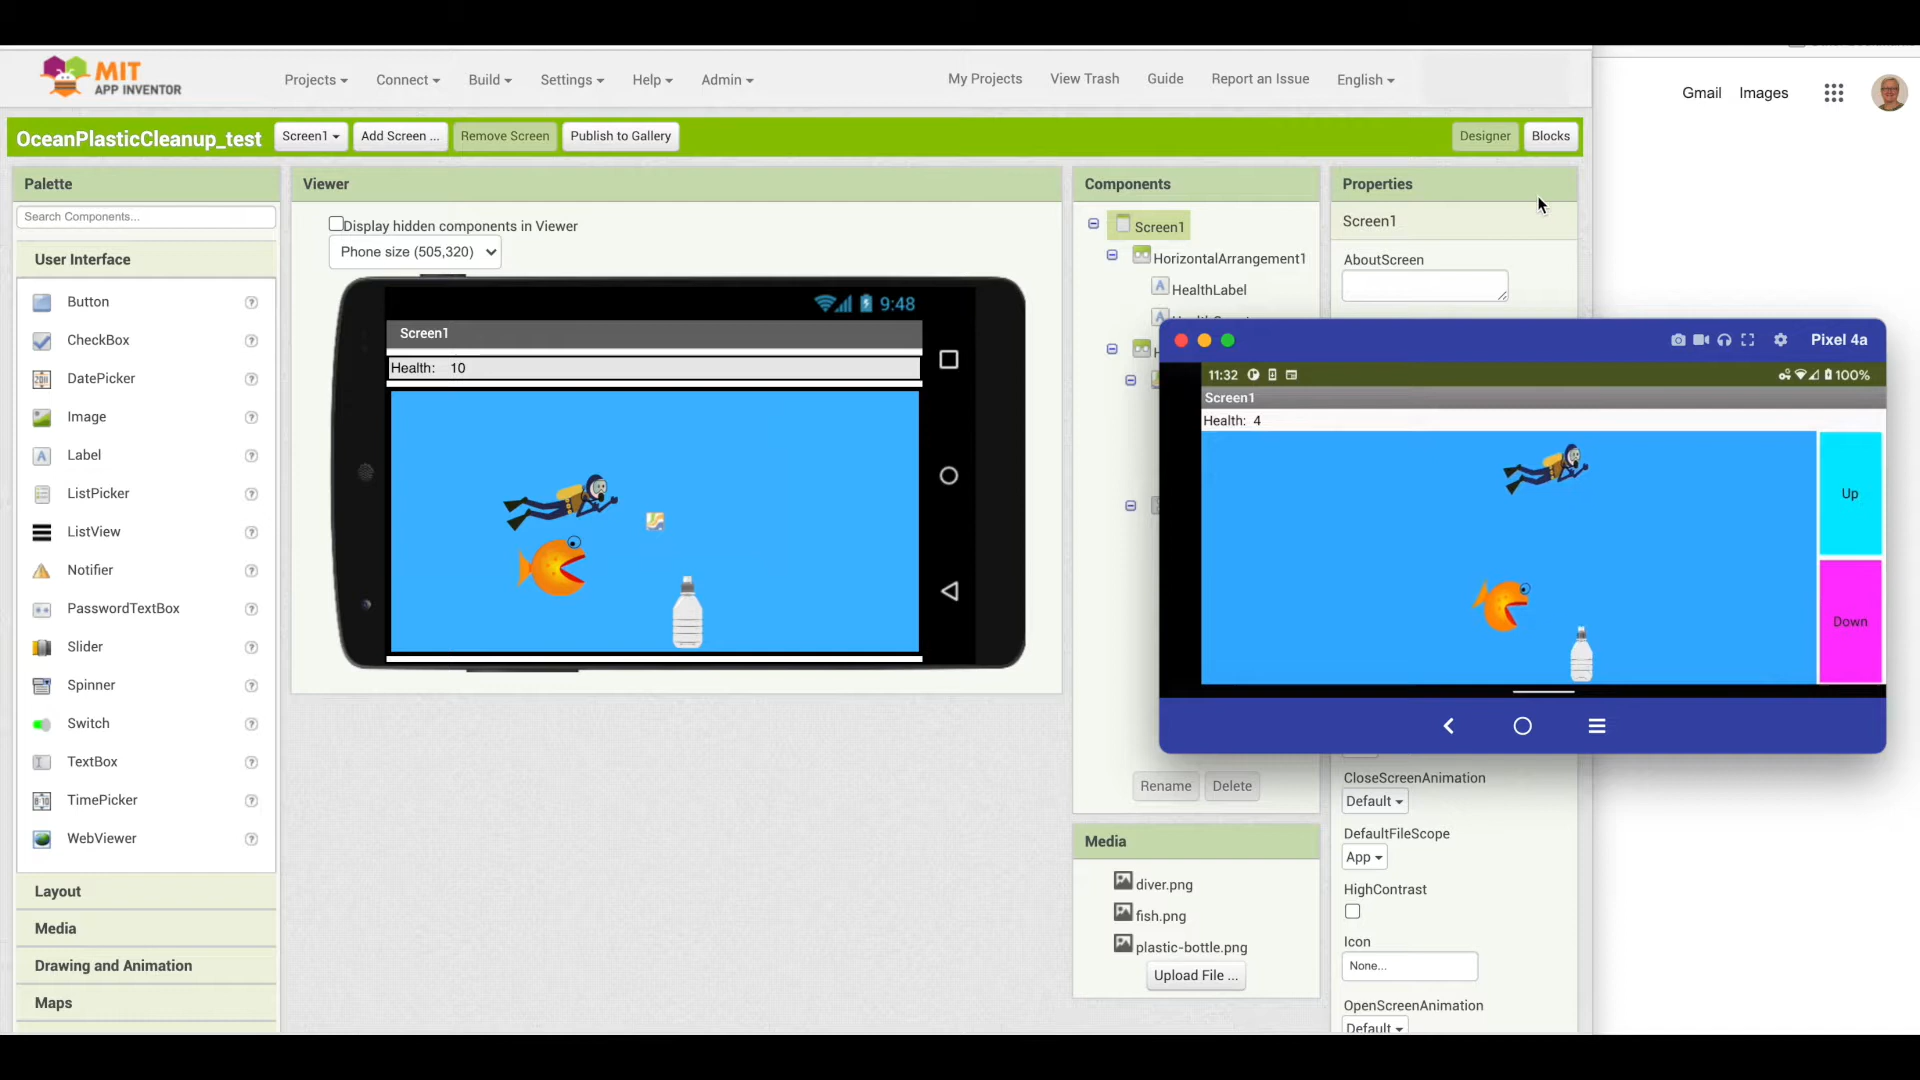 MIT
APP INVENTOR
Projects
Connect
Build
Settings
Help
Admin
My Projects
View Trash
Guide
Report an Issue
English
Gmail
Images
OceanPlasticCleanup_test
Screen1
Add Screen ...
Remove Screen
Publish to Gallery
Designer
Blocks
Palette
Search Components...
User Interface
Button
CheckBox
DatePicker
Image
Label
ListPicker
ListView
Notifier
PasswordTextBox
Slider
Spinner
Switch
TextBox
TimePicker
WebViewer
Layout
Media
Drawing and Animation
Maps
Viewer
Display hidden components in Viewer
Phone size (505,320)
9:48
Screen1
Health: 10
Components
Screen1
HorizontalArrangement1
HealthLabel
Rename
Delete
Media
diver.png
fish.png
plastic-bottle.png
Upload File ...
Properties
Screen1
AboutScreen
Pixel 4a
11:32
100%
Screen1
Health: 4
Up
Down
CloseScreenAnimation
Default
DefaultFileScope
App
HighContrast
Icon
None...
OpenScreenAnimation
Default